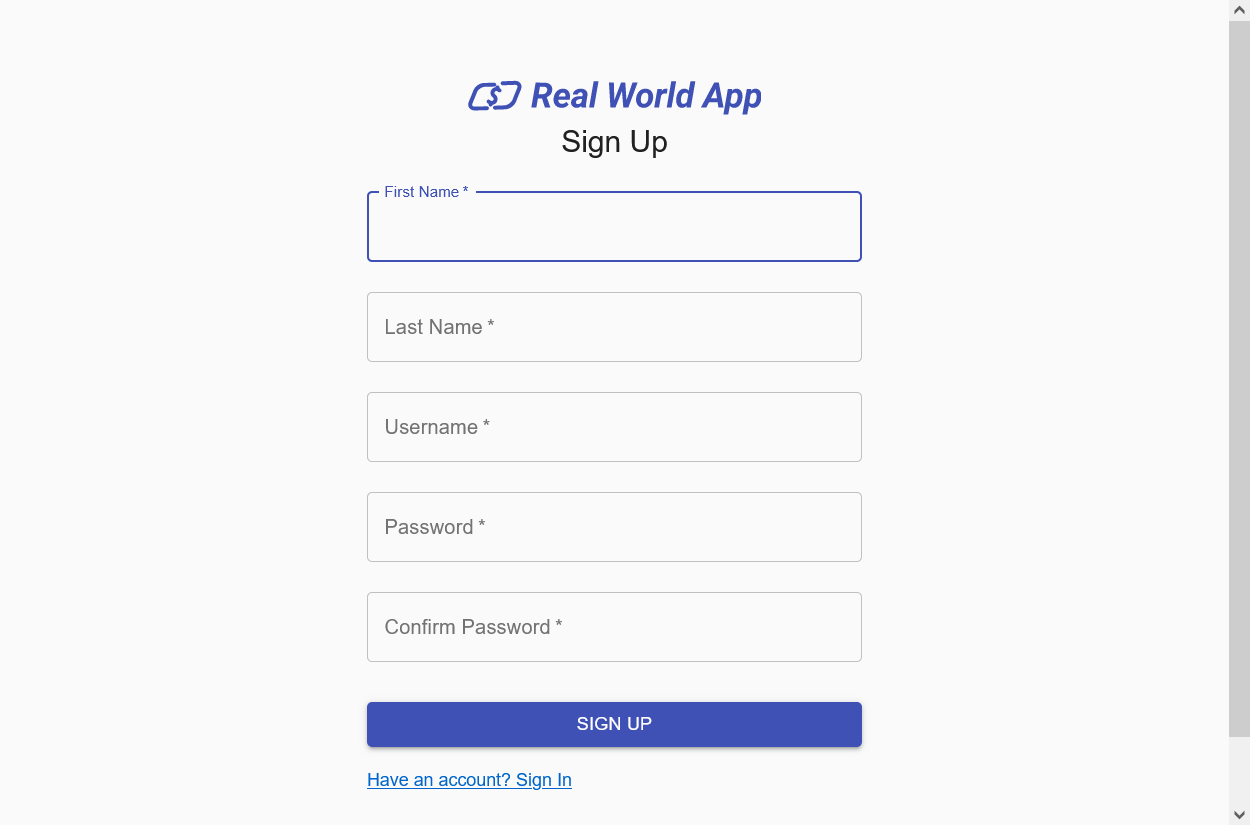 Real World App
Sign Up
First Name *
Last Name *
Username *
Password *
Confirm Password *
SIGN UP
Have an account? Sign In